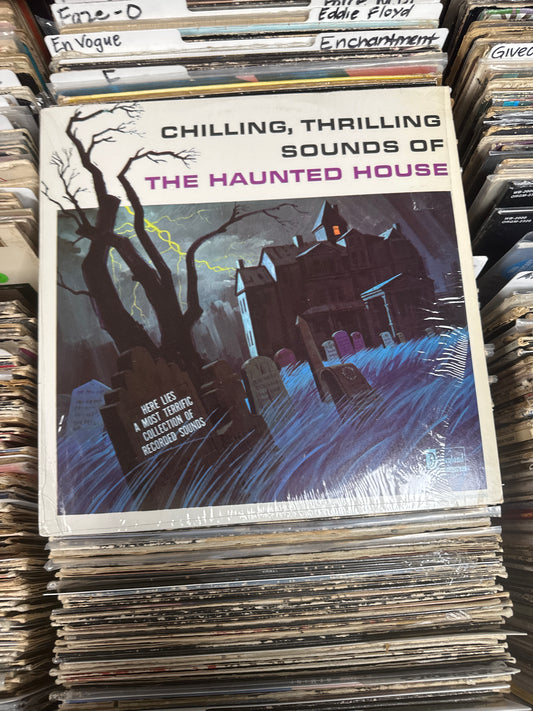 Faze-O
Eddie Floyd
En Vogue
Enchantment
E
CHILLING, THRILLING
SOUNDS OF
THE HAUNTED HOUSE
HERE LIES
A MOST TERRIFIC
COLLECTION OF
RECORDED SOUNDS